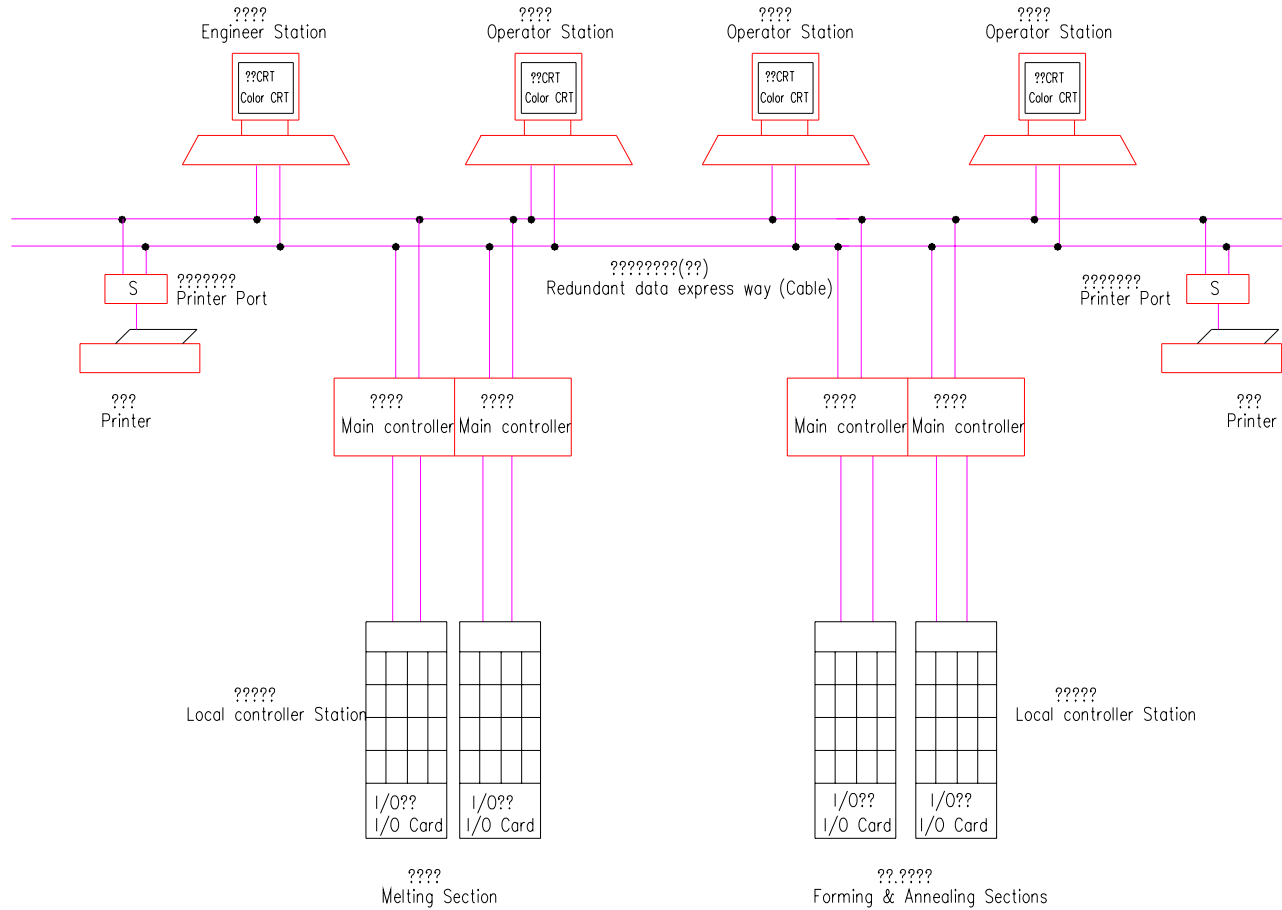 ????
Engineer Station
????
Operator Station
????
Operator Station
????
Operator Station
??CRT
Color CRT
??CRT
Color CRT
??CRT
Color CRT
??CRT
Color CRT
????????(??)
Redundant data express way (Cable)
S
???????
Printer Port
???????
Printer Port
S
???
Printer
????
Main controller
????
Main controller
????
Main controller
????
Main controller
???
Printer
?????
Local controller Station
?????
Local controller Station
I/O??
I/O Card
I/O??
I/O Card
I/O??
I/O Card
I/O??
I/O Card
????
Melting Section
??.????
Forming & Annealing Sections